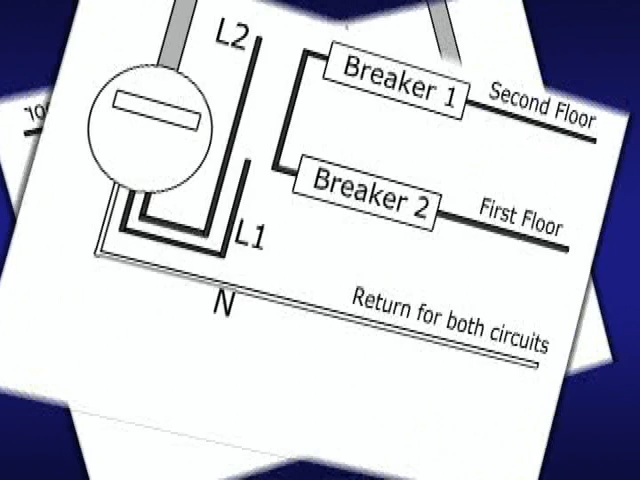 L2
Breaker 1
Second Floor
Breaker 2
First Floor
L1
N
Return for both circuits